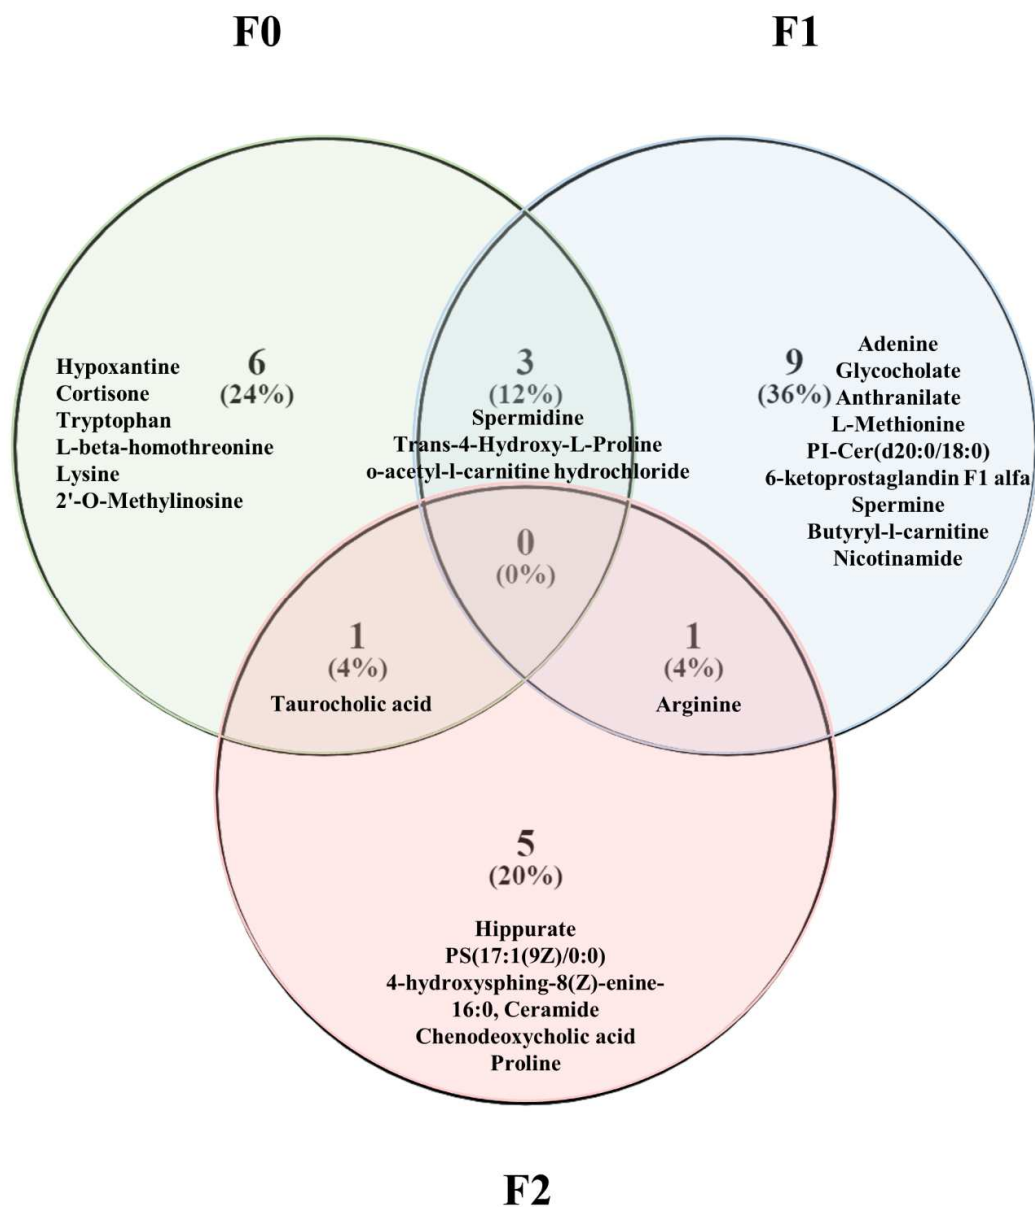 F0
F1
6
(24%)
Hypoxantine
Cortisone
Tryptophan
L-beta-homothreonine
Lysine
2'-O-Methylinosine
3
(12%)
Spermidine
Trans-4-Hydroxy-L-Proline
o-acetyl-l-carnitine hydrochloride
9
(36%)
Adenine
Glycocholate
Anthranilate
L-Methionine
PI-Cer(d20:0/18:0)
6-ketoprostaglandin F1 alfa
Spermine
Butyryl-l-carnitine
Nicotinamide
0
(0%)
1
(4%)
Taurocholic acid
1
(4%)
Arginine
5
(20%)
Hippurate
PS(17:1(9Z)/0:0)
4-hydroxysphing-8(Z)-enine-
16:0, Ceramide
Chenodeoxycholic acid
Proline
F2